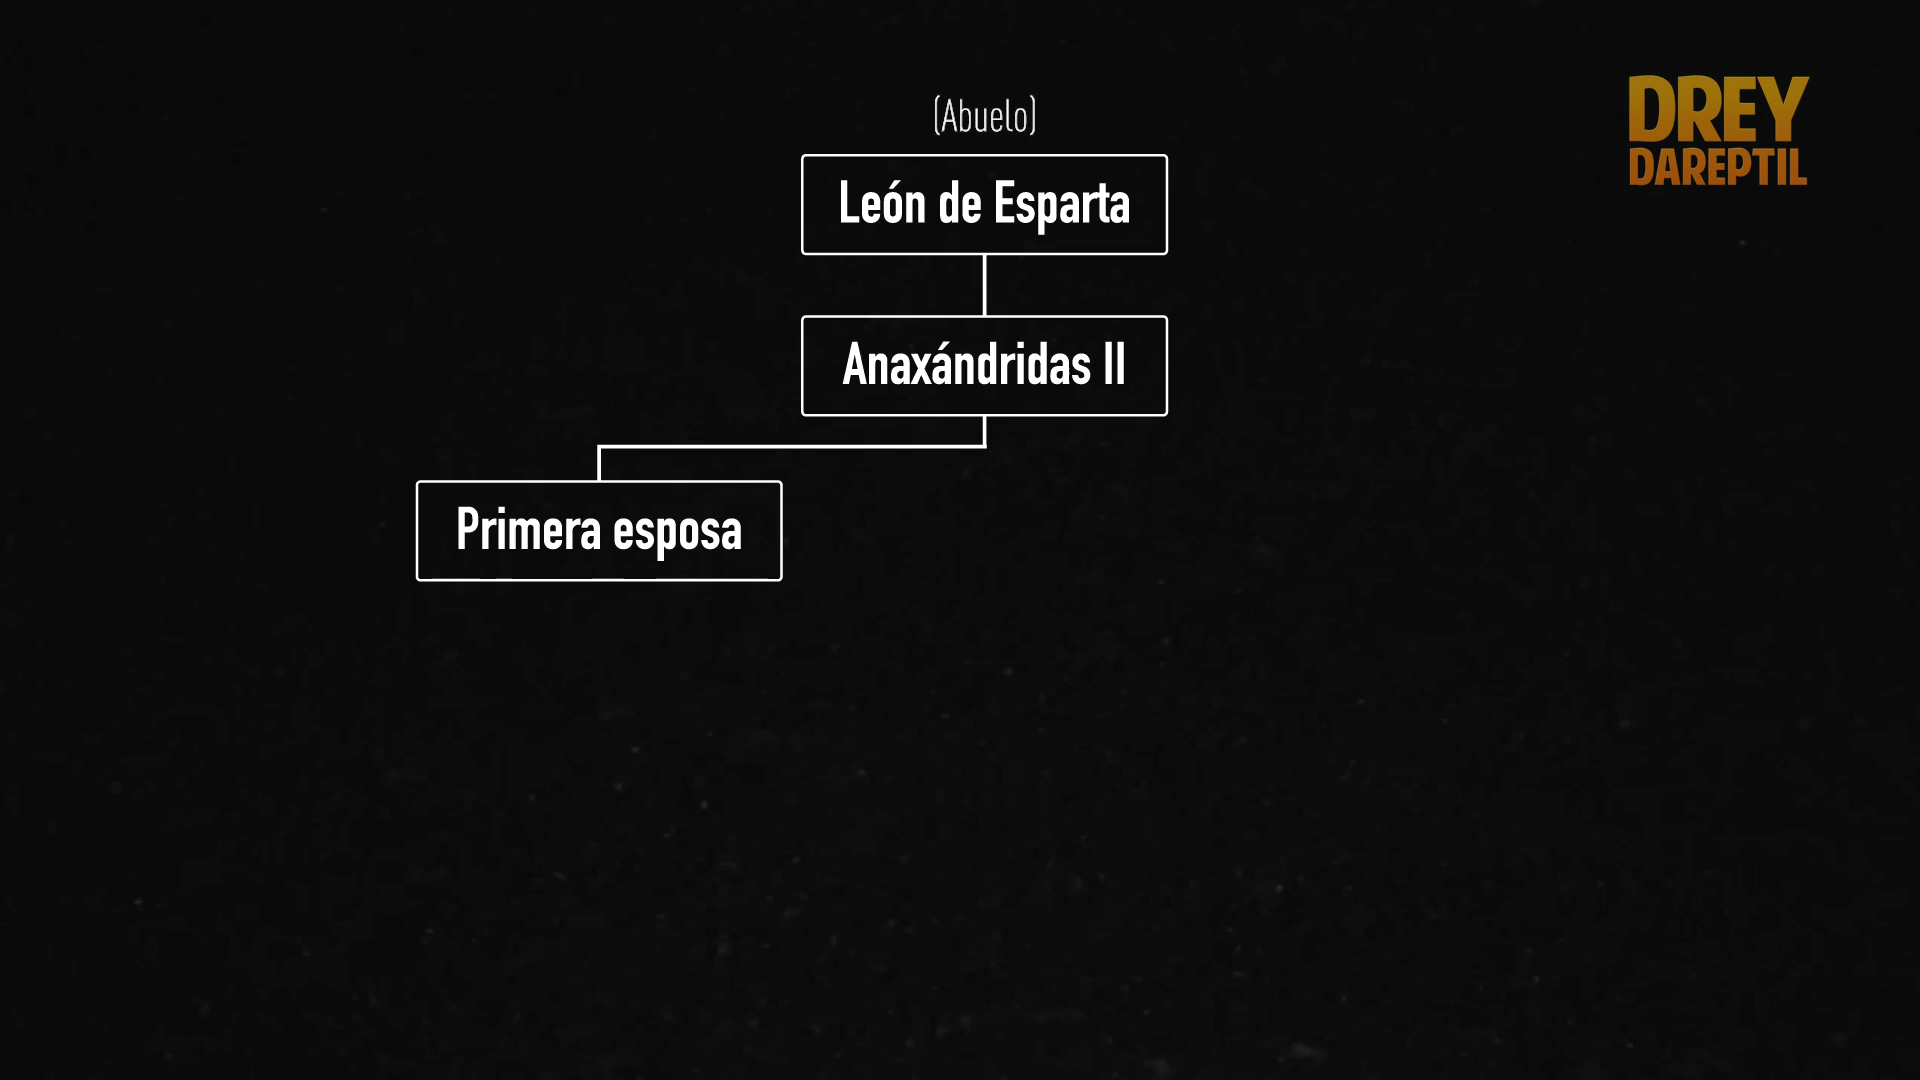 (Abuelo)
León de Esparta
Anaxándridas II
Primera esposa
DREY
DAREPTIL